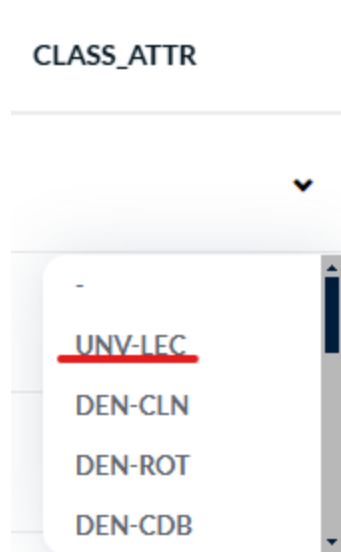 CLASS_ATTR
-
UNV-LEC
DEN-CLN
DEN-ROT
DEN-CDB